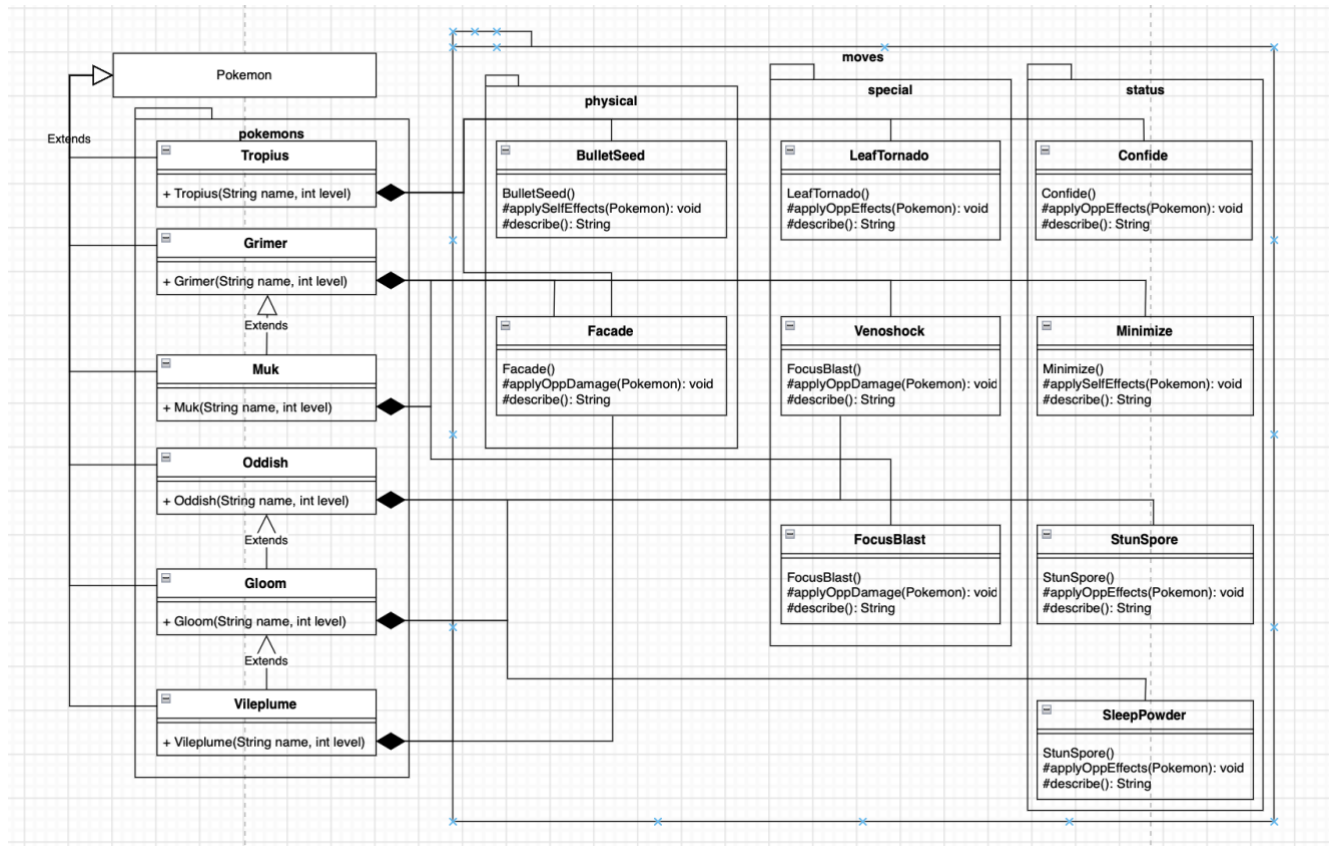 Pokemon
Extends
pokemons
Tropius
+ Tropius(String name, int level)
Grimer
+ Grimer(String name, int level)
Extends
Muk
+ Muk(String name, int level)
Oddish
+ Oddish(String name, int level)
Extends
Gloom
+ Gloom(String name, int level)
Extends
Vileplume
+ Vileplume(String name, int level)
moves
physical
BulletSeed
BulletSeed()
#applySelfEffects(Pokemon): void
#describe(): String
Facade
Facade()
#applyOppDamage(Pokemon): void
#describe(): String
special
LeafTornado
LeafTornado()
#applyOppEffects(Pokemon): void
#describe(): String
Venoshock
FocusBlast()
#applyOppDamage(Pokemon): void
#describe(): String
FocusBlast
FocusBlast()
#applyOppDamage(Pokemon): void
#describe(): String
status
Confide
Confide()
#applyOppEffects(Pokemon): void
#describe(): String
Minimize
Minimize()
#applySelfEffects(Pokemon): void
#describe(): String
StunSpore
StunSpore()
#applyOppEffects(Pokemon): void
#describe(): String
SleepPowder
StunSpore()
#applyOppEffects(Pokemon): void
#describe(): String